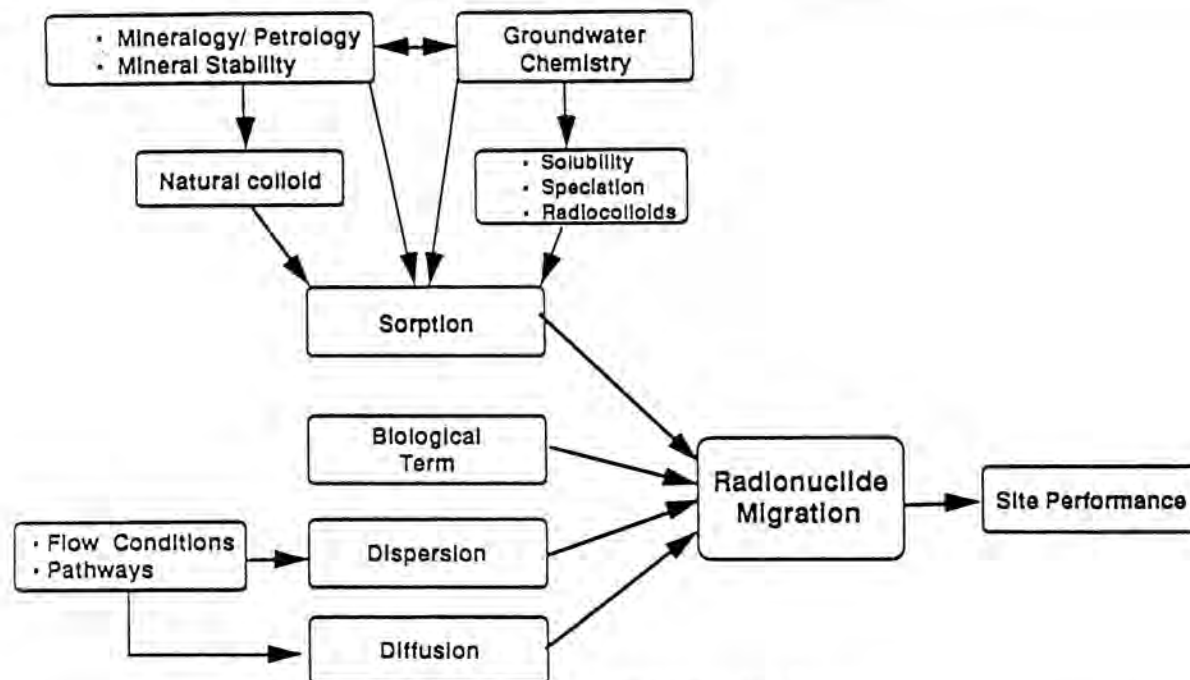 · Mineralogy/ Petrology
· Mineral Stability
Groundwater
Chemistry
Natural colloid
· Solubility
· Speciation
· Radiocolloids
Sorption
Biological
Term
Radionuclide
Migration
Site Performance
· Flow Conditions
· Pathways
Dispersion
Diffusion